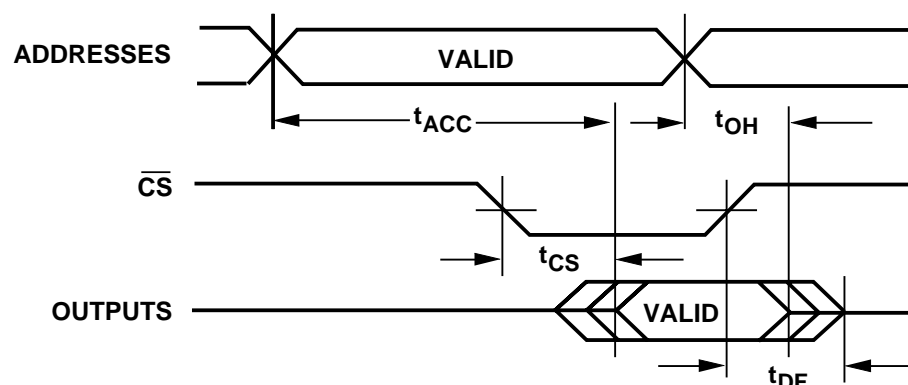 ADDRESSES
VALID
tACC
tOH
CS
tCS
OUTPUTS
VALID
tDF